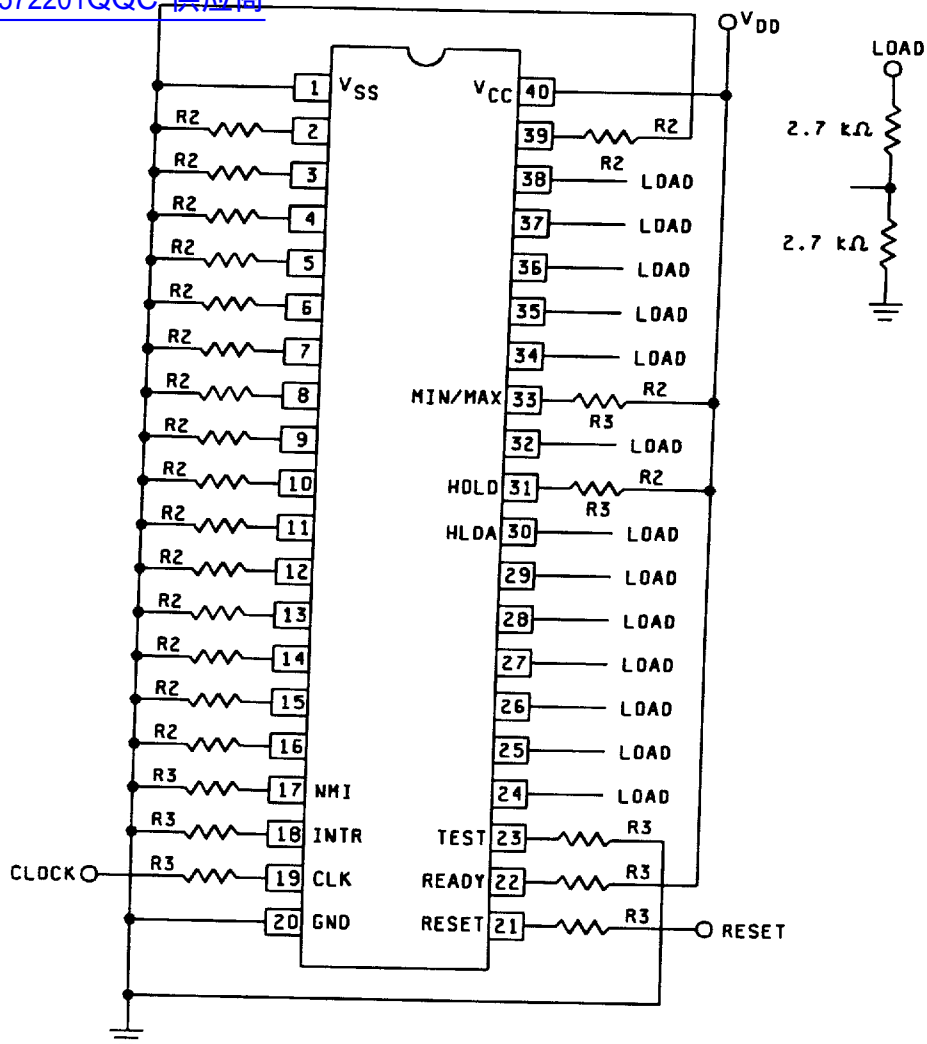 572201QQC 供应商
VDD
LOAD
2.7 kΩ
2.7 kΩ
1 VSS
VCC 40
R2 2
39 R2
R2 3
38 R2 LOAD
R2 4
37 LOAD
R2 5
36 LOAD
R2 6
35 LOAD
R2 7
34 LOAD
R2 8
MIN/MAX 33 R2
R3
R2 9
32 LOAD
R2 10
HOLD 31 R2
R3
R2 11
HLDA 30 LOAD
R2 12
29 LOAD
R2 13
28 LOAD
R2 14
27 LOAD
R2 15
26 LOAD
R2 16
25 LOAD
R3 17 NMI
24 LOAD
R3 18 INTR
TEST 23 R3
CLOCK R3 19 CLK
READY 22 R3
20 GND
RESET 21 R3 RESET